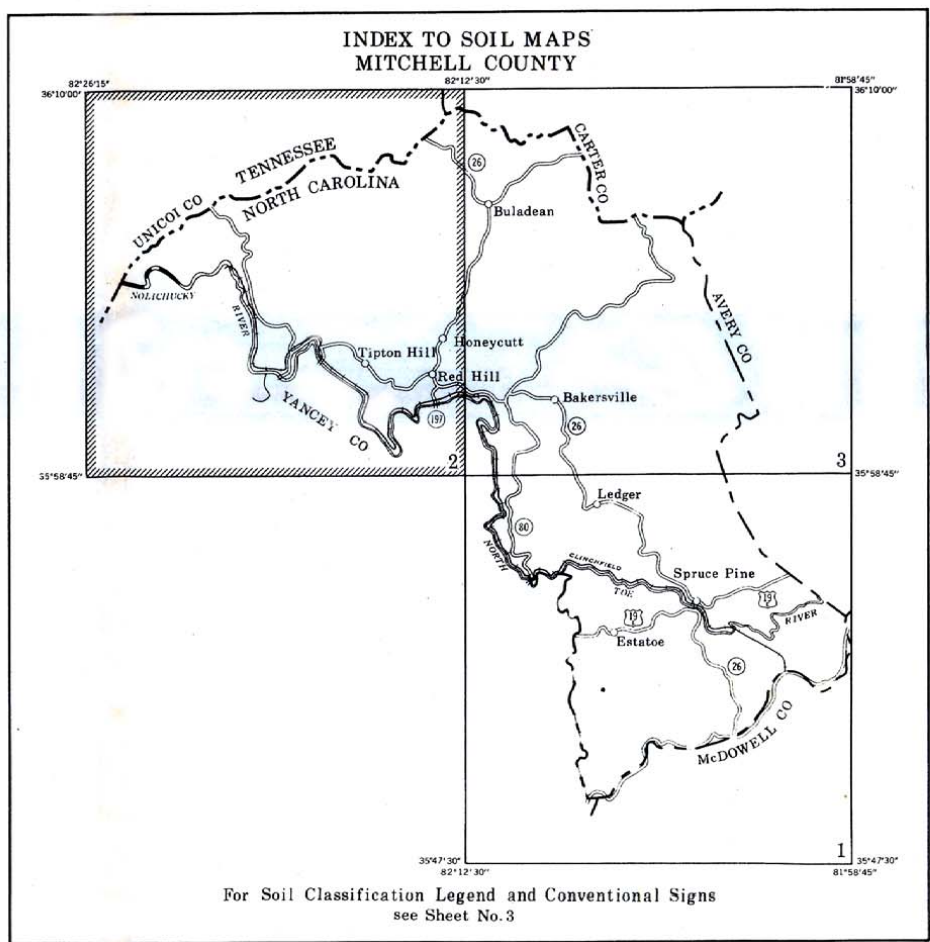 INDEX TO SOIL MAPS
MITCHELL COUNTY
82°26'15"
82°12'30"
81°58'45"
36°10'00"
36°10'00"
TENNESSEE
NORTH CAROLINA
UNICOI CO
CARTER CO
26
Buladean
NOLICHUCKY
RIVER
AVERY CO
Honeycutt
Tipton Hill
Red Hill
Bakersville
YANCEY CO
197
26
2
3
35°58'45"
35°58'45"
Ledger
80
NORTH
CLINCHFIELD
TOE
Spruce Pine
19
19
RIVER
Estatoe
26
McDOWELL CO
1
35°47'30"
35°47'30"
82°12'30"
81°58'45"
For Soil Classification Legend and Conventional Signs
see Sheet No. 3